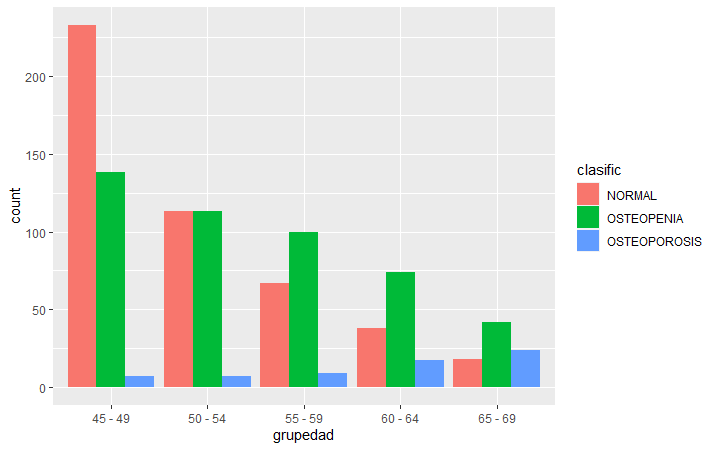 count
200
150
100
50
0
45 - 49
50 - 54
55 - 59
60 - 64
65 - 69
grupedad
clasific
NORMAL
OSTEOPENIA
OSTEOPOROSIS